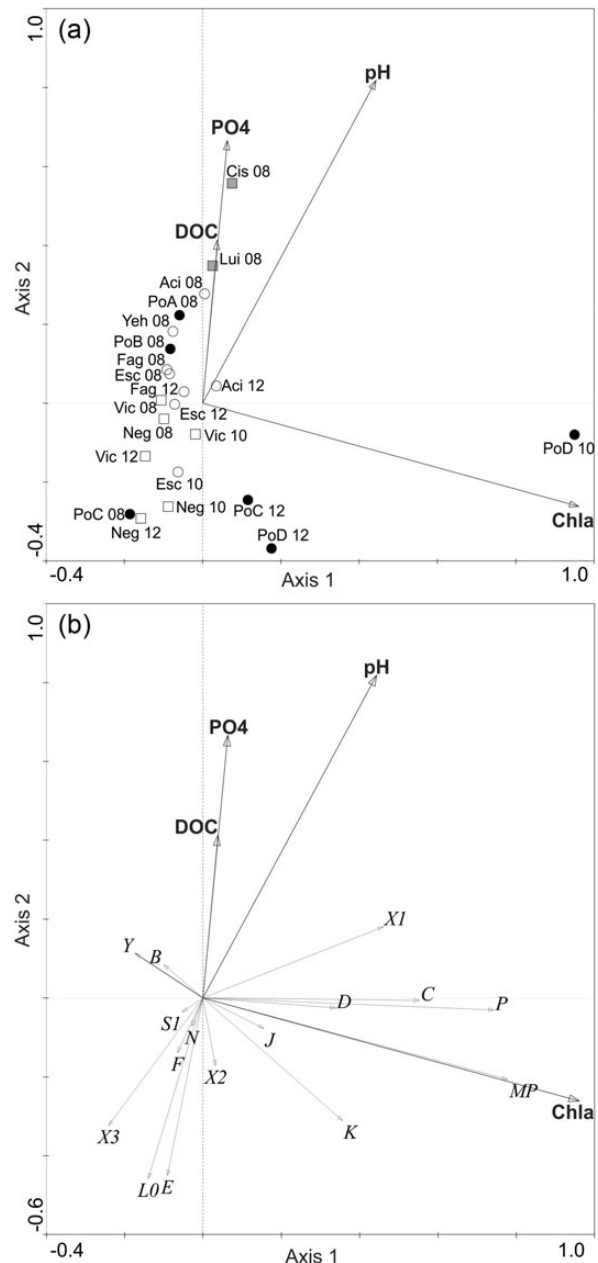 (a)
1.0
pH
PO4
Cis 08
DOC
Lui 08
Aci 08
PoA 08
Yeh 08
PoB 08
Fag 08
Esc 08
Fag 12
Aci 12
Vic 08
Esc 12
Neg 08
Vic 10
PoD 10
Vic 12
Esc 10
PoC 08
Neg 10
PoC 12
Chla
Neg 12
PoD 12
Axis 2
-0.4
-0.4
Axis 1
1.0
(b)
1.0
pH
PO4
DOC
X1
Y
B
D
C
P
S1
N
J
F
X2
MP
Chla
K
X3
L0
E
Axis 2
-0.6
-0.4
Axis 1
1.0